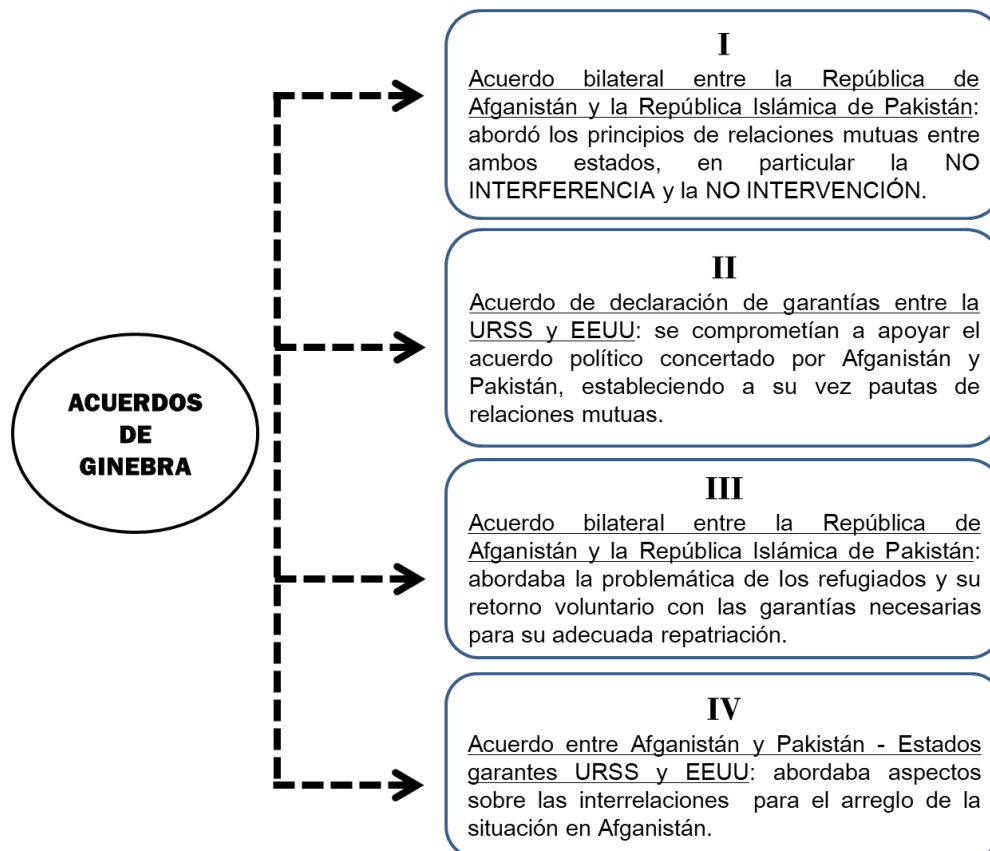 ACUERDOS
DE
GINEBRA
I
Acuerdo bilateral entre la República de
Afganistán y la República Islámica de Pakistán:
abordó los principios de relaciones mutuas entre
ambos estados, en particular la NO
INTERFERENCIA y la NO INTERVENCIÓN.
II
Acuerdo de declaración de garantías entre la
URSS y EEUU: se comprometían a apoyar el
acuerdo político concertado por Afganistán y
Pakistán, estableciendo a su vez pautas de
relaciones mutuas.
III
Acuerdo bilateral entre la República de
Afganistán y la República Islámica de Pakistán:
abordaba la problemática de los refugiados y su
retorno voluntario con las garantías necesarias
para su adecuada repatriación.
IV
Acuerdo entre Afganistán y Pakistán - Estados
garantes URSS y EEUU: abordaba aspectos
sobre las interrelaciones para el arreglo de la
situación en Afganistán.